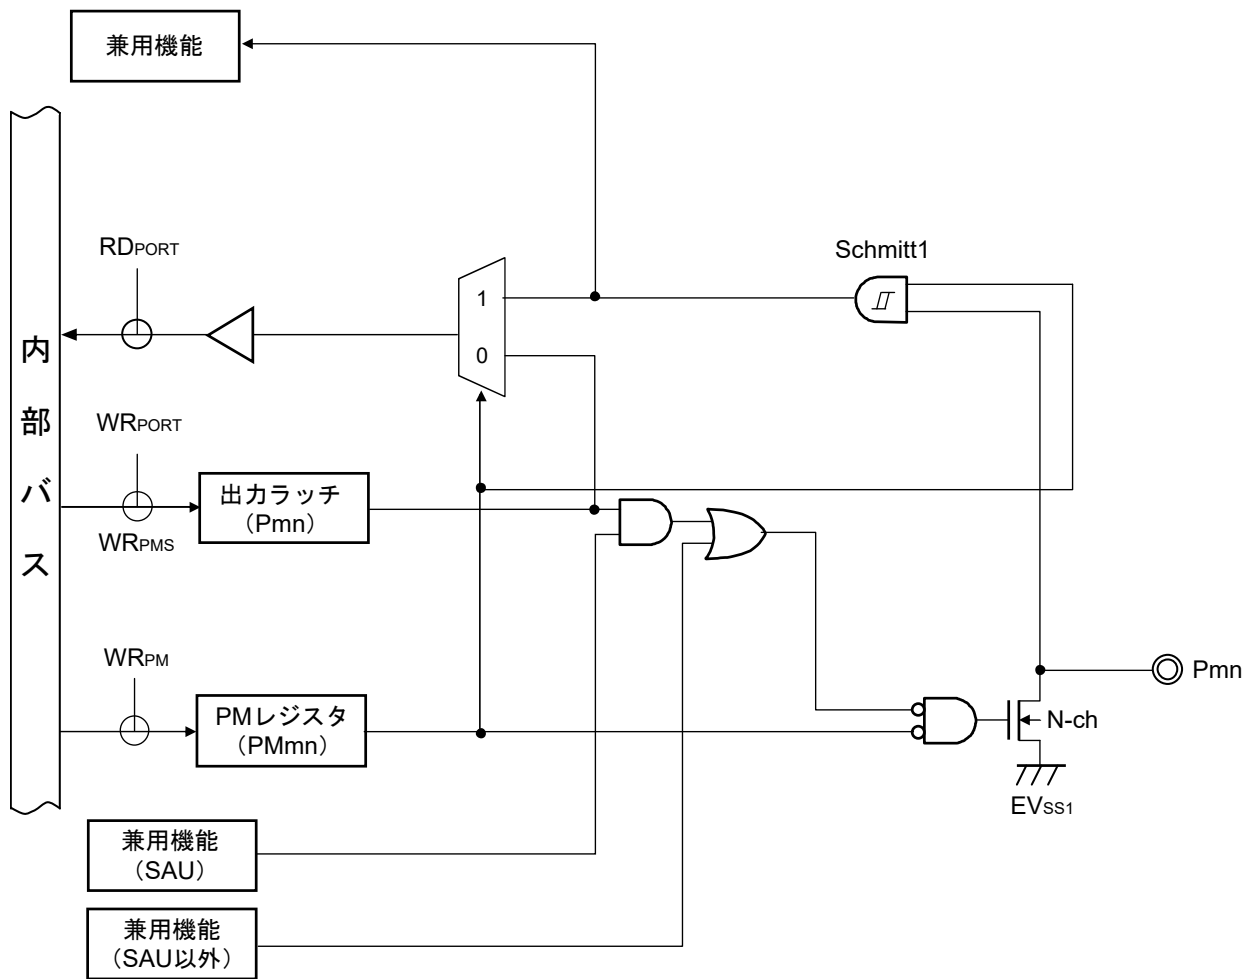 兼用機能
Schmitt1
RDPORT
1
0
内部バス
WRPORT
出力ラッチ
（Pmn）
WRPMS
WRPM
PMレジスタ
（PMmn）
Pmn
N-ch
EVSS1
兼用機能
（SAU）
兼用機能
（SAU以外）